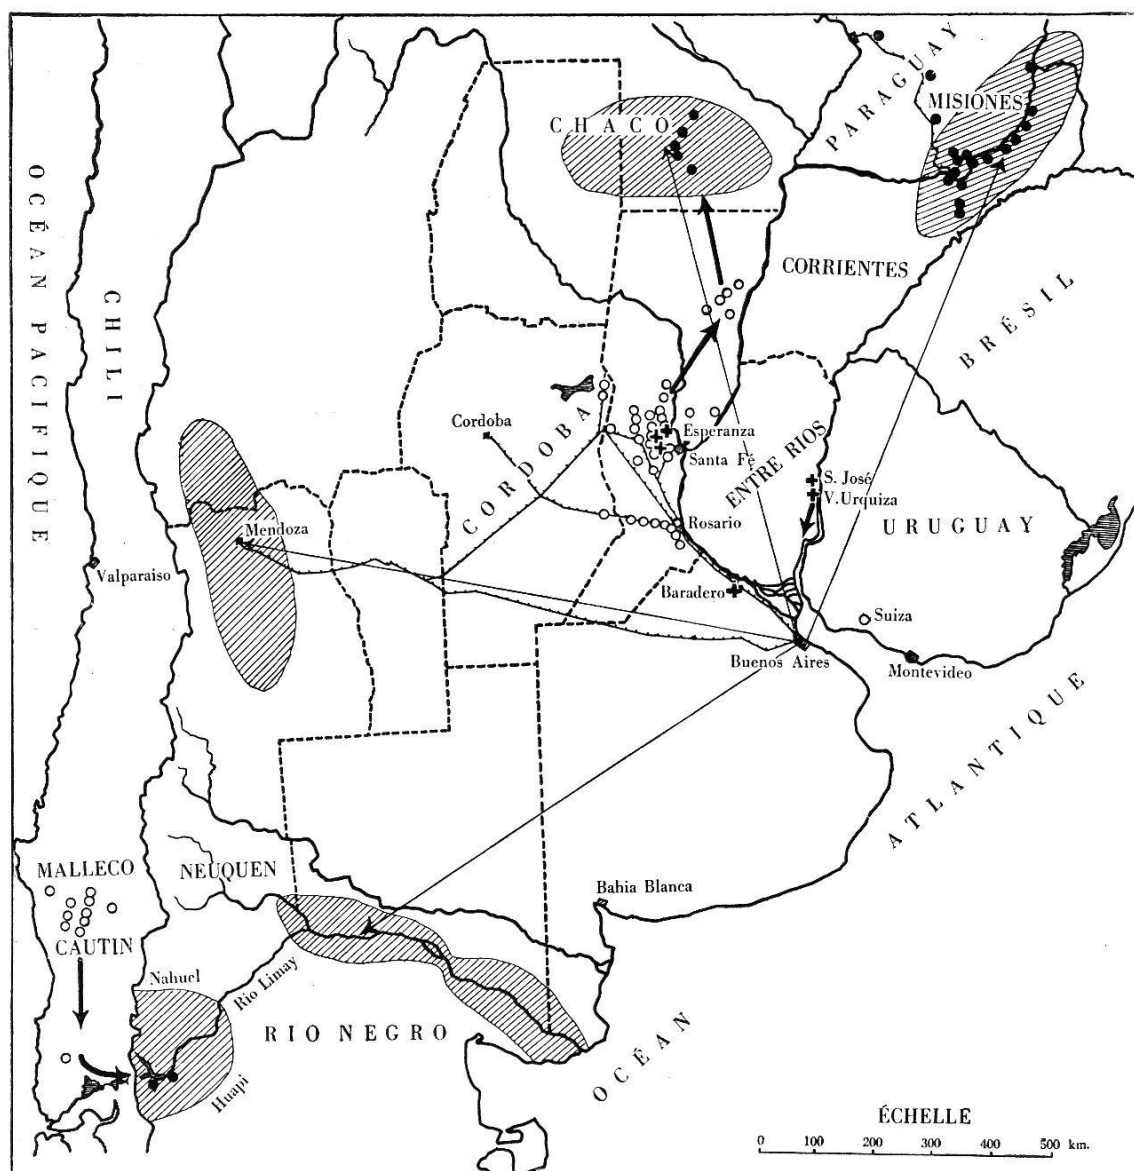 PARAGUAY
MISIONES
CHACO
OCÉAN PACIFIQUE
CHILI
CORRIENTES
BRÉSIL
Cordoba
CORDOBA
Esperanza
Santa Fé
ENTRE RIOS
S. José
V. Urquiza
URUGUAY
Rosario
Mendoza
Valparaiso
Baradero
Suiza
Buenos Aires
Montevideo
OCÉAN ATLANTIQUE
MALLECO
NEUQUEN
Bahia Blanca
CAUTIN
Nahuel Huapi
Rio Limay
RIO NEGRO
ÉCHELLE
0 100 200 300 400 500 km.